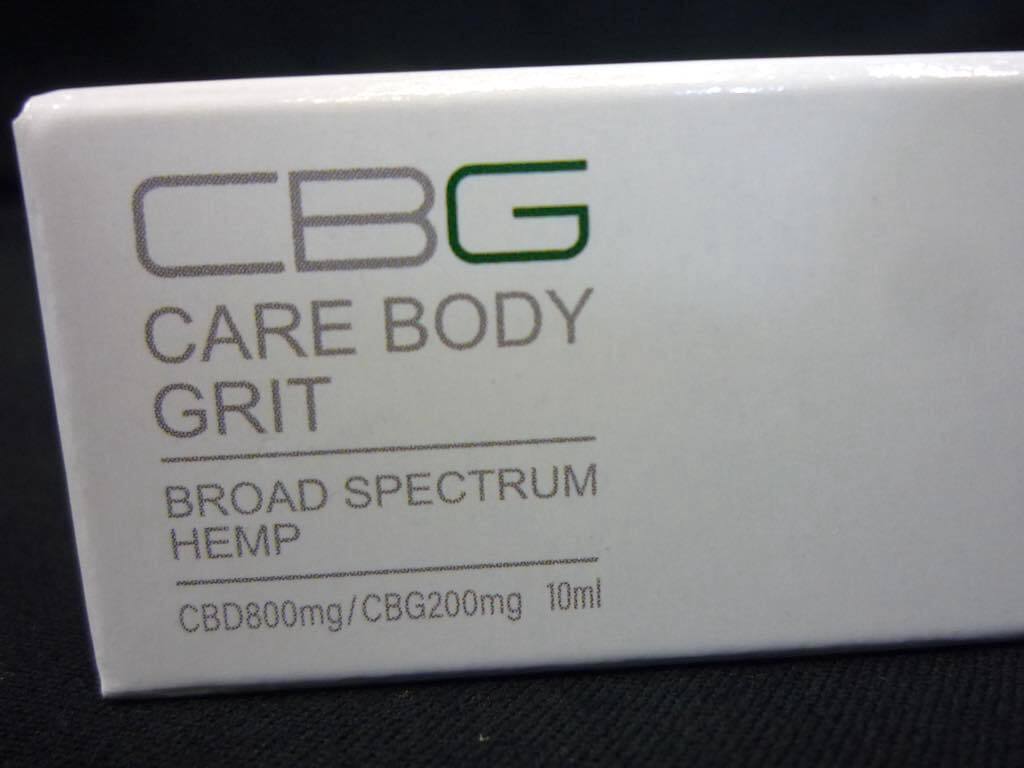 CBG
CARE BODY
GRIT
BROAD SPECTRUM
HEMP
CBD800mg/CBG200mg 10ml